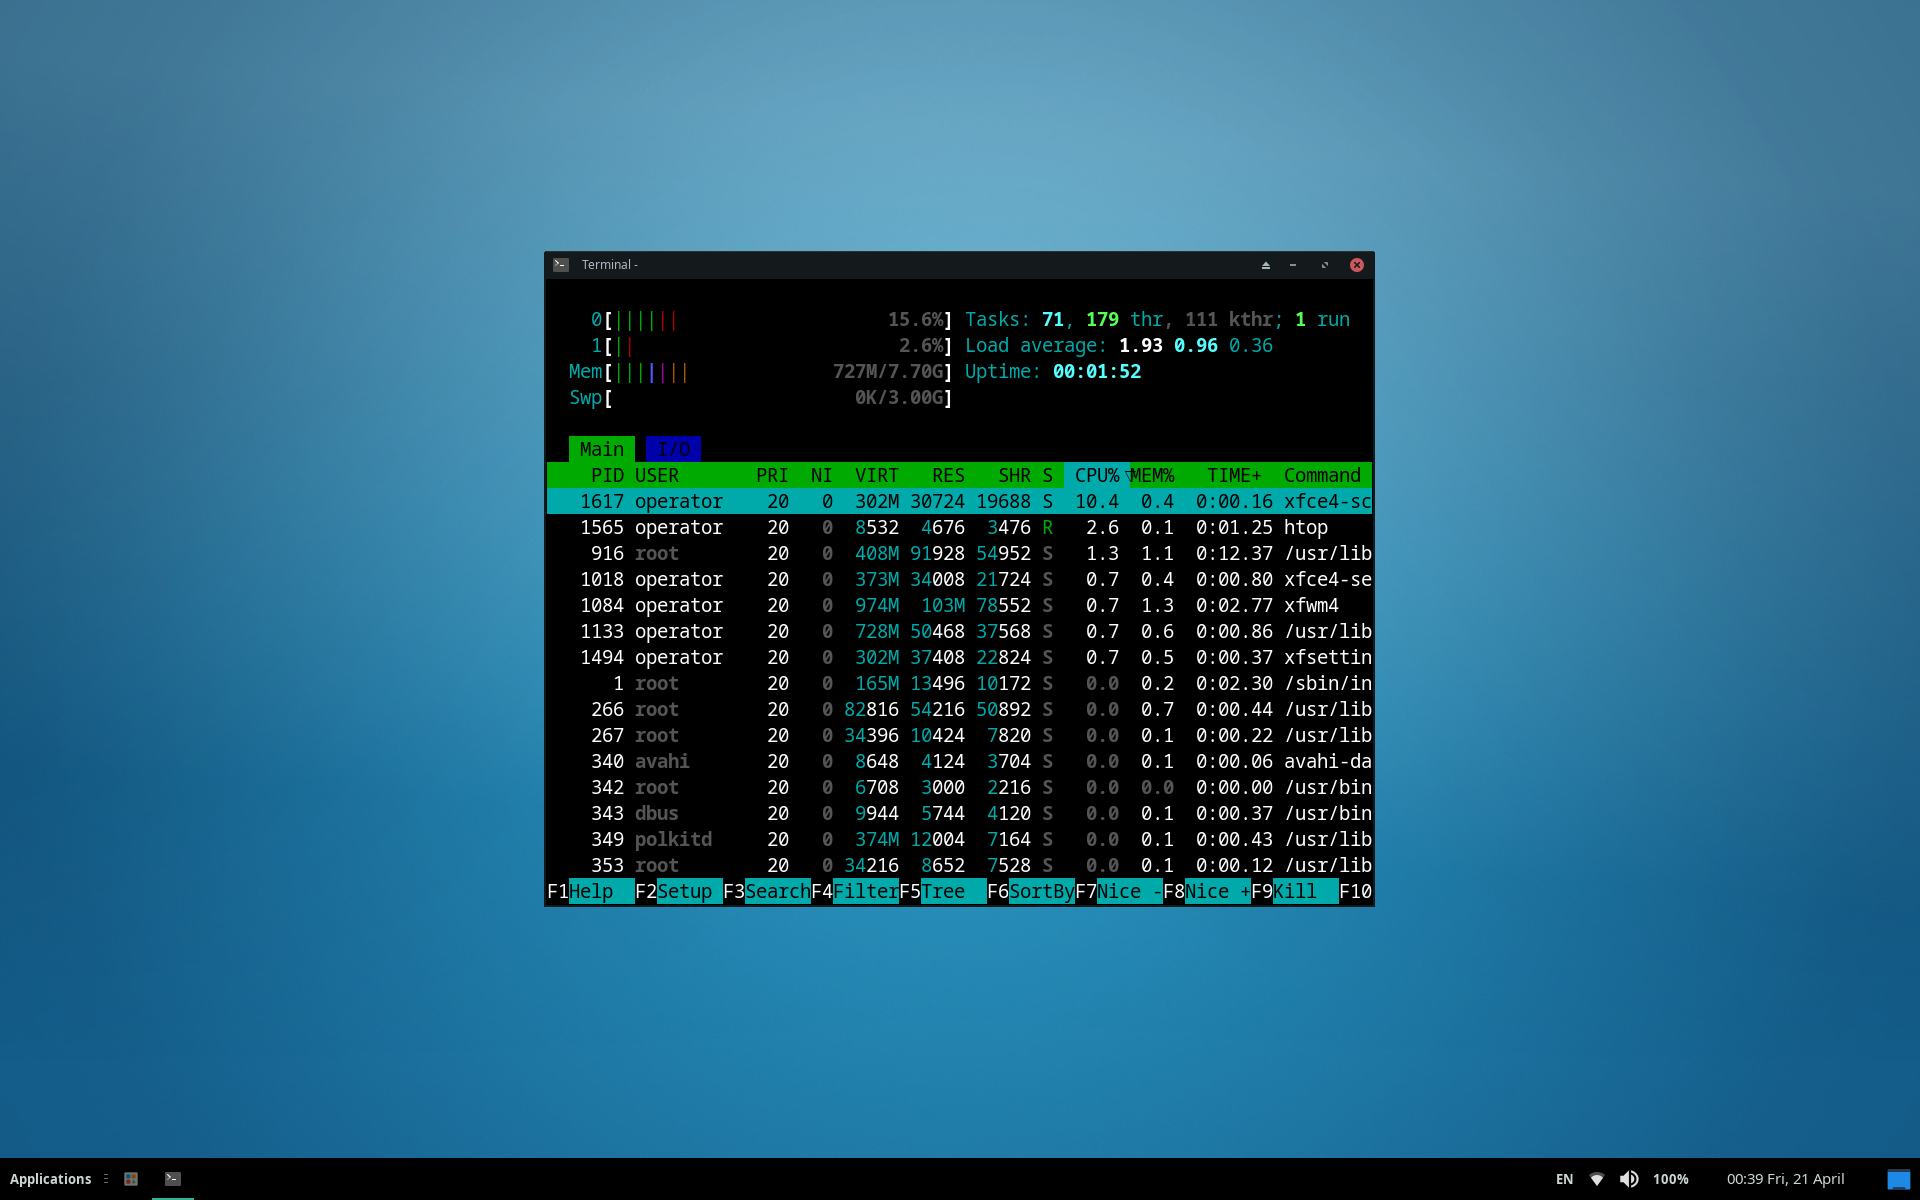 Terminal -
0[|||||| 15.6%] Tasks: 71, 179 thr, 111 kthr; 1 run
1[|| 2.6%] Load average: 1.93 0.96 0.36
Mem[||||||| 727M/7.70G] Uptime: 00:01:52
Swp[ 0K/3.00G]
Main I/O
PID USER PRI NI VIRT RES SHR S CPU%▽MEM% TIME+ Command
1617 operator 20 0 302M 30724 19688 S 10.4 0.4 0:00.16 xfce4-sc
1565 operator 20 0 8532 4676 3476 R 2.6 0.1 0:01.25 htop
916 root 20 0 408M 91928 54952 S 1.3 1.1 0:12.37 /usr/lib
1018 operator 20 0 373M 34008 21724 S 0.7 0.4 0:00.80 xfce4-se
1084 operator 20 0 974M 103M 78552 S 0.7 1.3 0:02.77 xfwm4
1133 operator 20 0 728M 50468 37568 S 0.7 0.6 0:00.86 /usr/lib
1494 operator 20 0 302M 37408 22824 S 0.7 0.5 0:00.37 xfsettin
1 root 20 0 165M 13496 10172 S 0.0 0.2 0:02.30 /sbin/in
266 root 20 0 82816 54216 50892 S 0.0 0.7 0:00.44 /usr/lib
267 root 20 0 34396 10424 7820 S 0.0 0.1 0:00.22 /usr/lib
340 avahi 20 0 8648 4124 3704 S 0.0 0.1 0:00.06 avahi-da
342 root 20 0 6708 3000 2216 S 0.0 0.0 0:00.00 /usr/bin
343 dbus 20 0 9944 5744 4120 S 0.0 0.1 0:00.37 /usr/bin
349 polkitd 20 0 374M 12004 7164 S 0.0 0.1 0:00.43 /usr/lib
353 root 20 0 34216 8652 7528 S 0.0 0.1 0:00.12 /usr/lib
F1Help F2Setup F3SearchF4FilterF5Tree F6SortByF7Nice -F8Nice +F9Kill F10
Applications EN 100% 00:39 Fri, 21 April